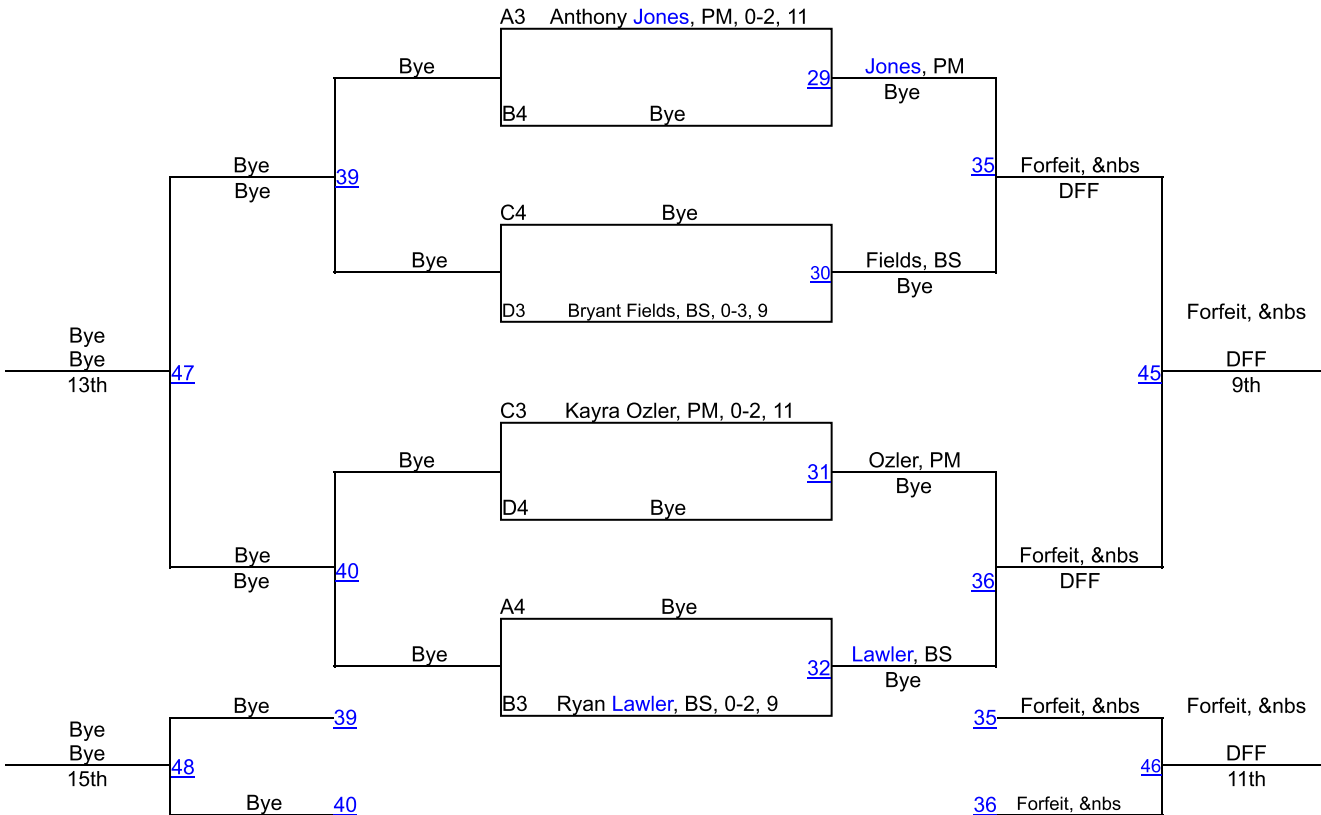 A3 Anthony Jones, PM, 0-2, 11
Bye
29
Jones, PM
Bye
B4 Bye
Bye
Bye
39
35
Forfeit, &nbs
DFF
C4 Bye
Bye
30
Fields, BS
Bye
D3 Bryant Fields, BS, 0-3, 9
Bye
Bye
13th
47
Forfeit, &nbs
45
DFF
9th
C3 Kayra Ozler, PM, 0-2, 11
Bye
31
Ozler, PM
Bye
D4 Bye
Bye
Bye
40
36
Forfeit, &nbs
DFF
A4 Bye
Bye
32
Lawler, BS
Bye
B3 Ryan Lawler, BS, 0-2, 9
Bye 39
35 Forfeit, &nbs
Forfeit, &nbs
Bye
Bye
15th
48
46
DFF
11th
Bye 40
36 Forfeit, &nbs